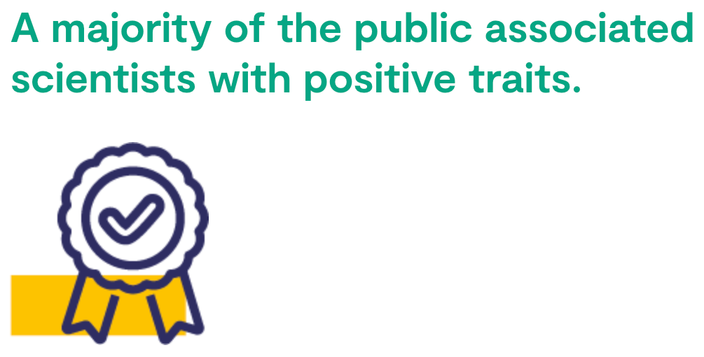 A majority of the public associated
scientists with positive traits.